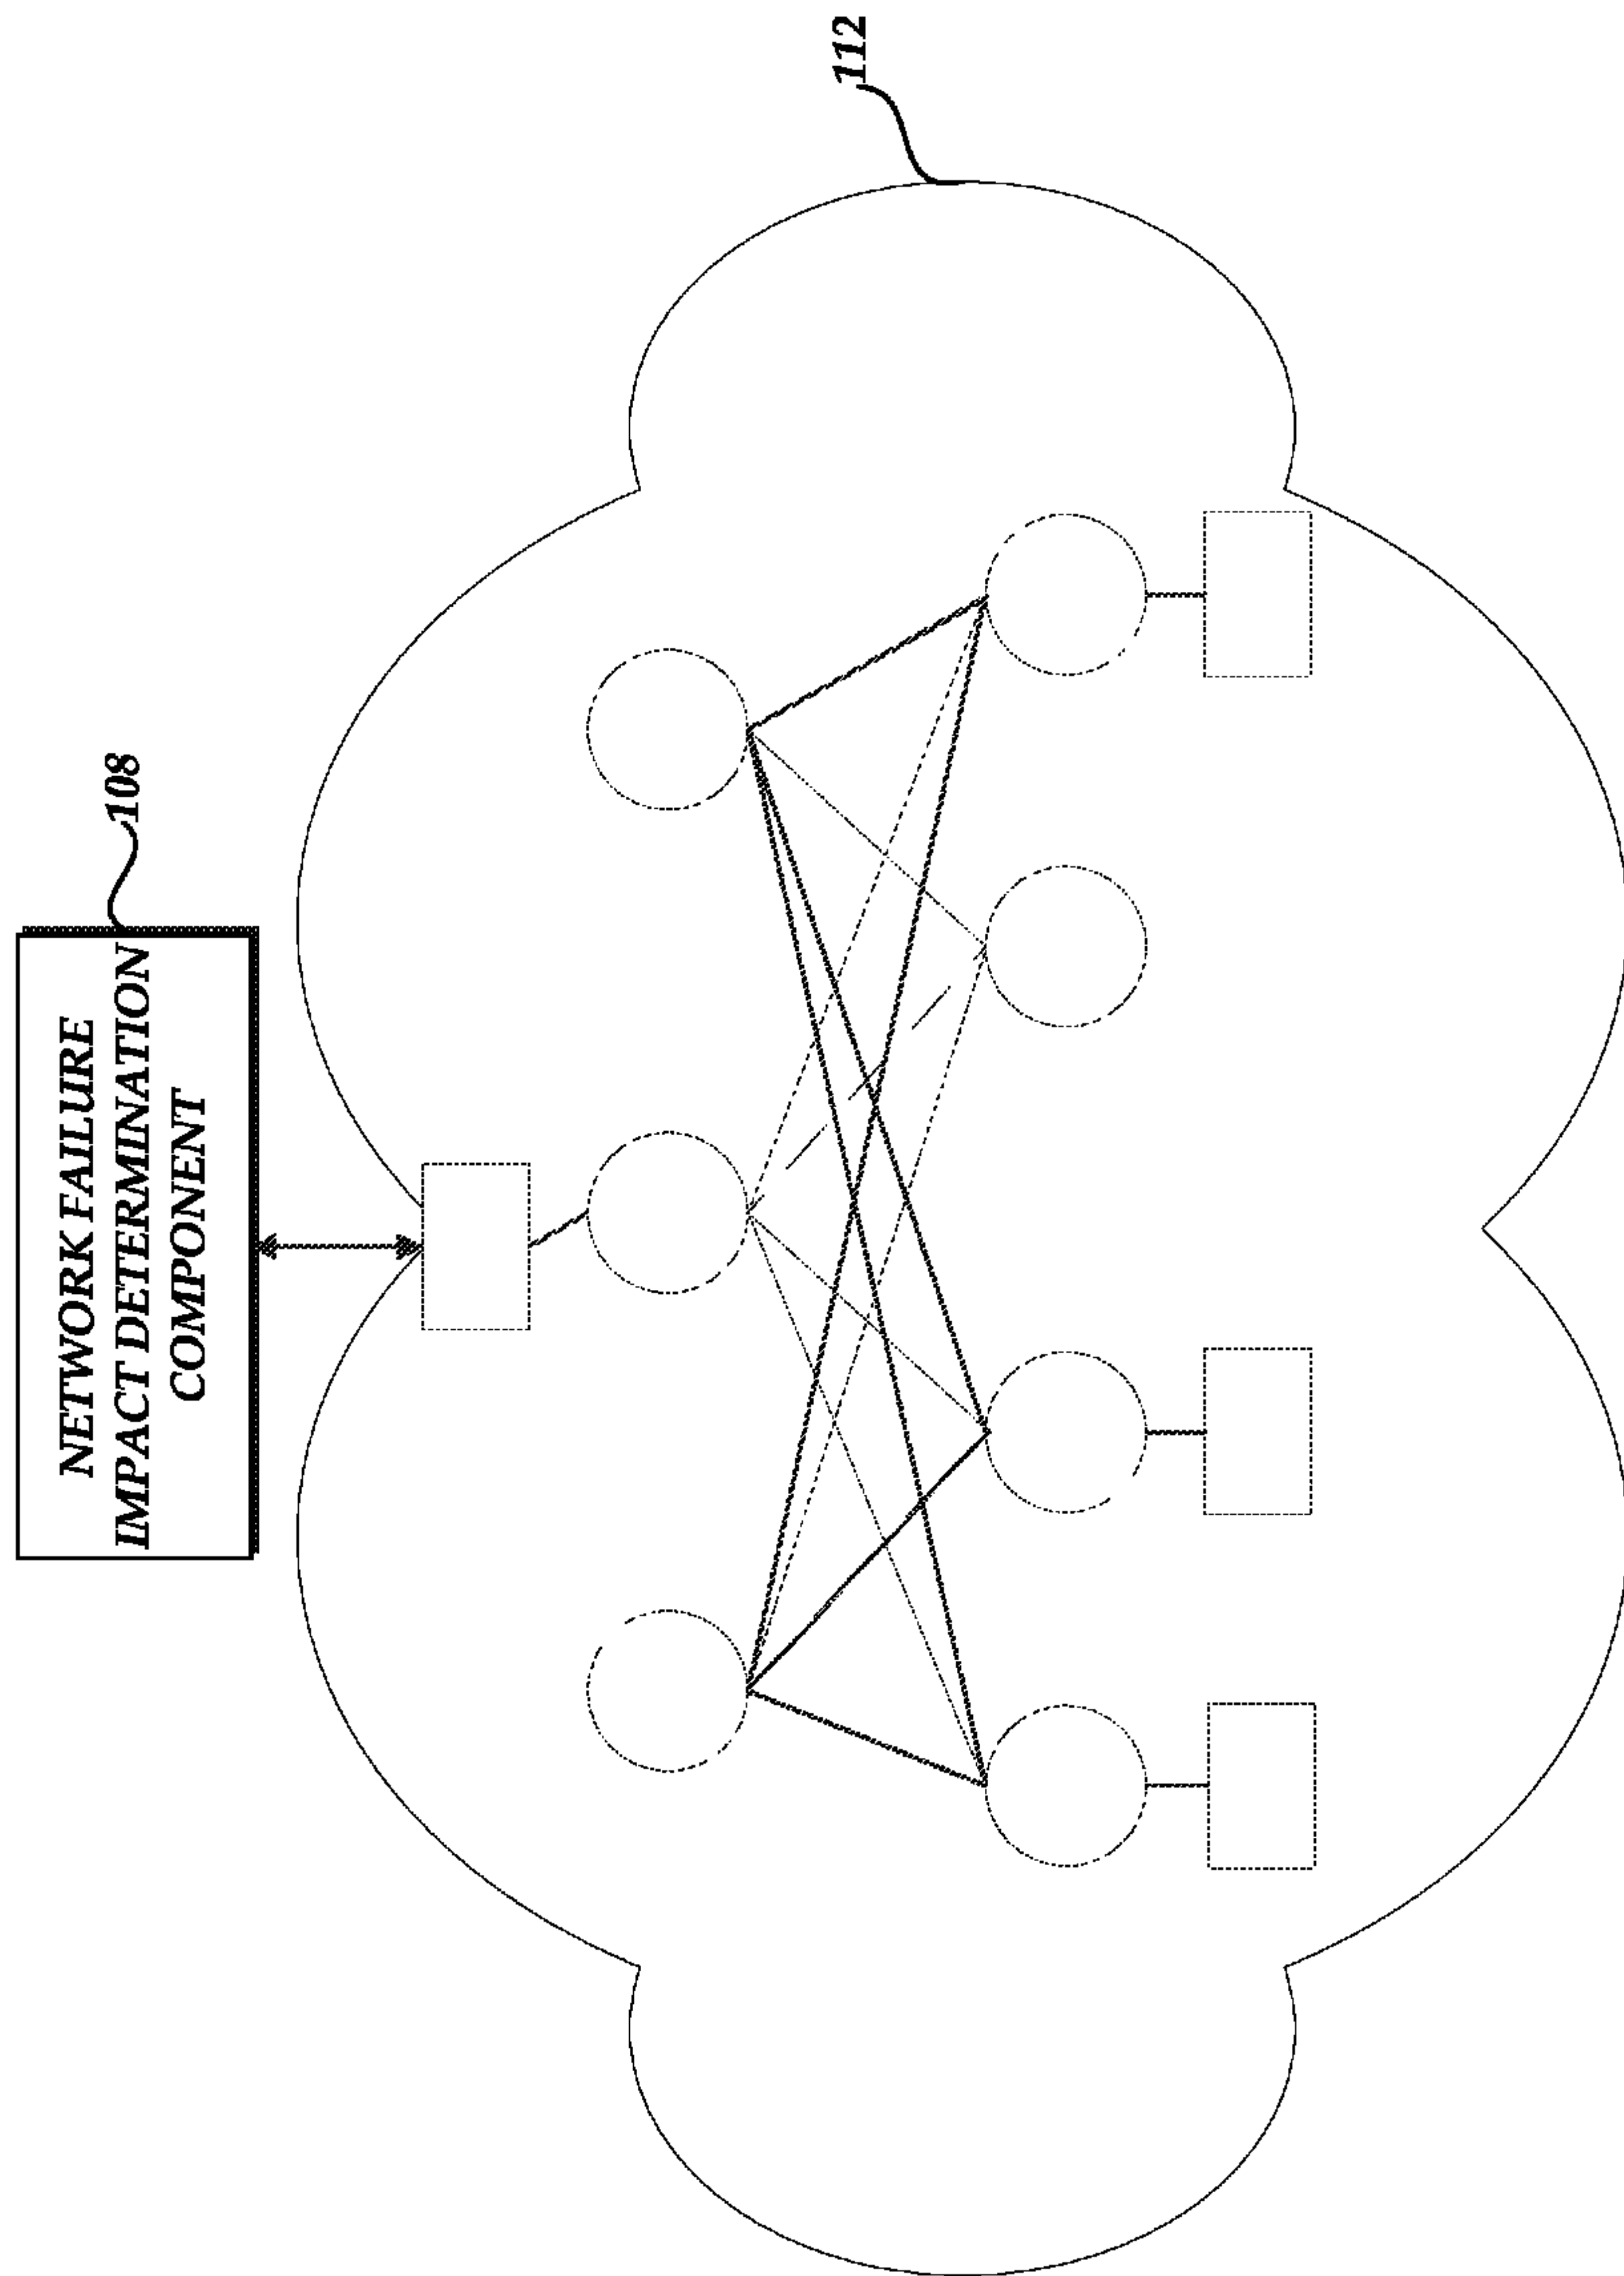 NETWORK FAILURE
IMPACT DETERMINATION
COMPONENT
108
112